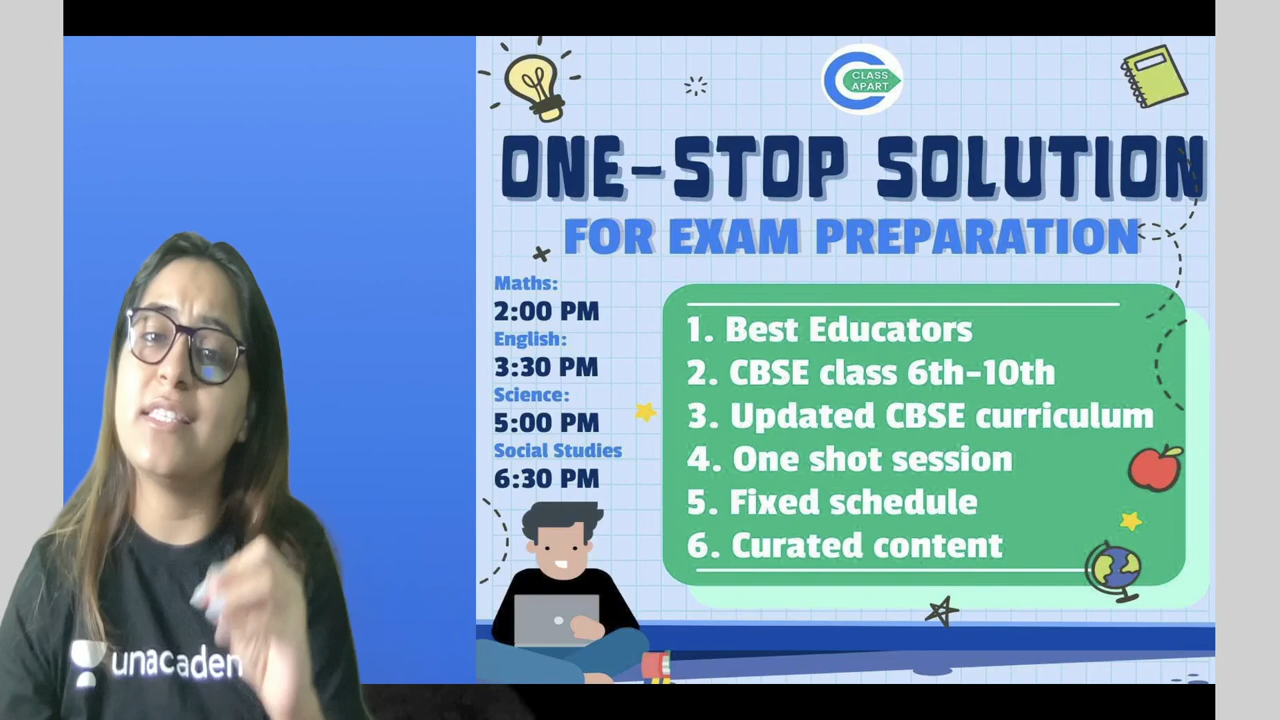 CLASS
APART
ONE-STOP SOLUTION
FOR EXAM PREPARATION
Maths:
2:00 PM
English:
3:30 PM
Science:
5:00 PM
Social Studies
6:30 PM
1. Best Educators
2. CBSE class 6th-10th
3. Updated CBSE curriculum
4. One shot session
5. Fixed schedule
6. Curated content
unacaden